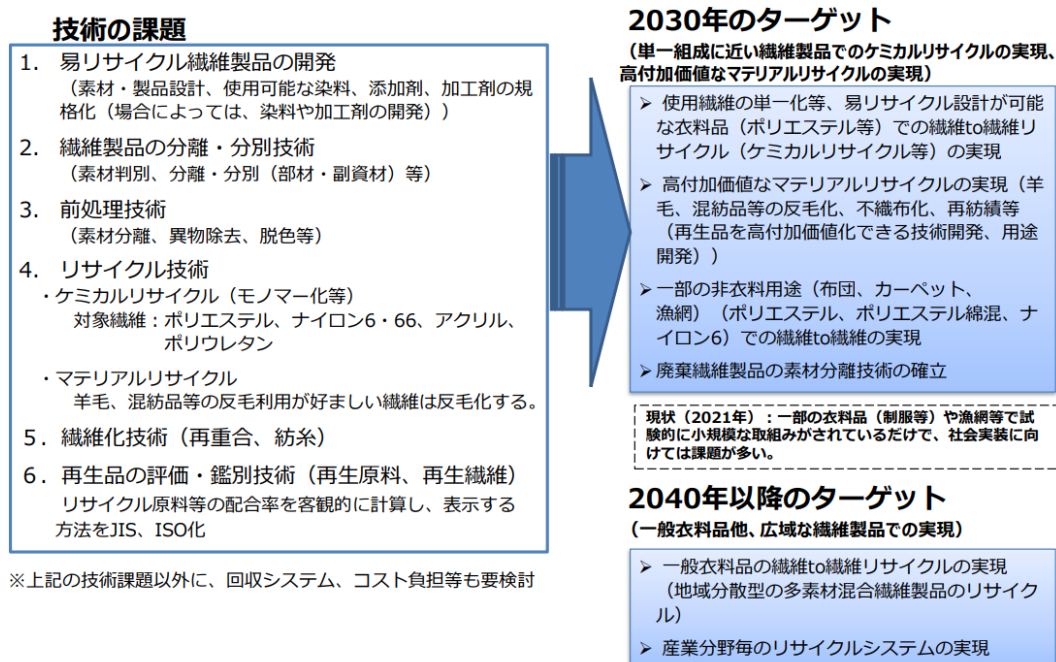 技術の課題
1. 易リサイクル繊維製品の開発
(素材・製品設計、使用可能な染料、添加剤、加工剤の規
格化(場合によっては、染料や加工剤の開発))
2. 繊維製品の分離・分別技術
(素材判別、分離・分別(部材・副資材)等)
3. 前処理技術
(素材分離、異物除去、脱色等)
4. リサイクル技術
・ケミカルリサイクル(モノマー化等)
対象繊維:ポリエステル、ナイロン6・66、アクリル、
ポリウレタン
・マテリアルリサイクル
羊毛、混紡品等の反毛利用が好ましい繊維は反毛化する。
5.繊維化技術(再重合、紡糸)
6.再生品の評価・鑑別技術(再生原料、再生繊維)
リサイクル原料等の配合率を客観的に計算し、表示する
方法をJIS、ISO化
※上記の技術課題以外に、回収システム、コスト負担等も要検討
2030年のターゲット
(単一組成に近い繊維製品でのケミカルリサイクルの実現、
高付加価値なマテリアルリサイクルの実現)
➢ 使用繊維の単一化等、易リサイクル設計が可能
な衣料品(ポリエステル等)での繊維to繊維リ
サイクル(ケミカルリサイクル等)の実現
➢ 高付加価値なマテリアルリサイクルの実現(羊
毛、混紡品等の反毛化、不織布化、再紡績等
(再生品を高付加価値化できる技術開発、用途
開発))
➢ 一部の非衣料用途(布団、カーペット、
漁網)(ポリエステル、ポリエステル綿混、ナ
イロン6)での繊維to繊維の実現
➢ 廃棄繊維製品の素材分離技術の確立
現状(2021年):一部の衣料品(制服等)や漁網等で試
験的に小規模な取組みがされているだけで、社会実装に向
けては課題が多い。
2040年以降のターゲット
(一般衣料品他、広域な繊維製品での実現)
➢ 一般衣料品の繊維to繊維リサイクルの実現
(地域分散型の多素材混合繊維製品のリサイク
ル)
➢ 産業分野毎のリサイクルシステムの実現